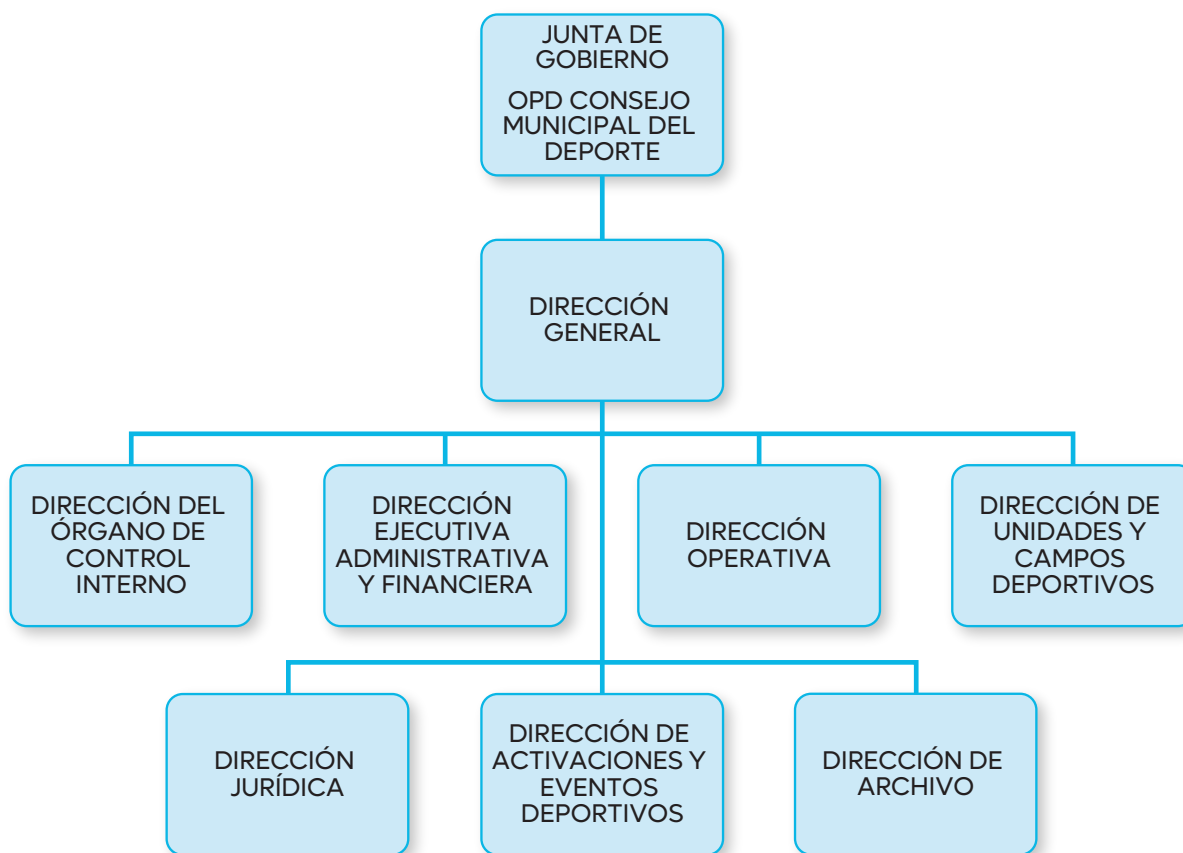 JUNTA DE
GOBIERNO
OPD CONSEJO
MUNICIPAL DEL
DEPORTE
DIRECCIÓN
GENERAL
DIRECCIÓN DEL
ÓRGANO DE
CONTROL
INTERNO
DIRECCIÓN
EJECUTIVA
ADMINISTRATIVA
Y FINANCIERA
DIRECCIÓN
OPERATIVA
DIRECCIÓN DE
UNIDADES Y
CAMPOS
DEPORTIVOS
DIRECCIÓN
JURÍDICA
DIRECCIÓN DE
ACTIVACIONES Y
EVENTOS
DEPORTIVOS
DIRECCIÓN DE
ARCHIVO